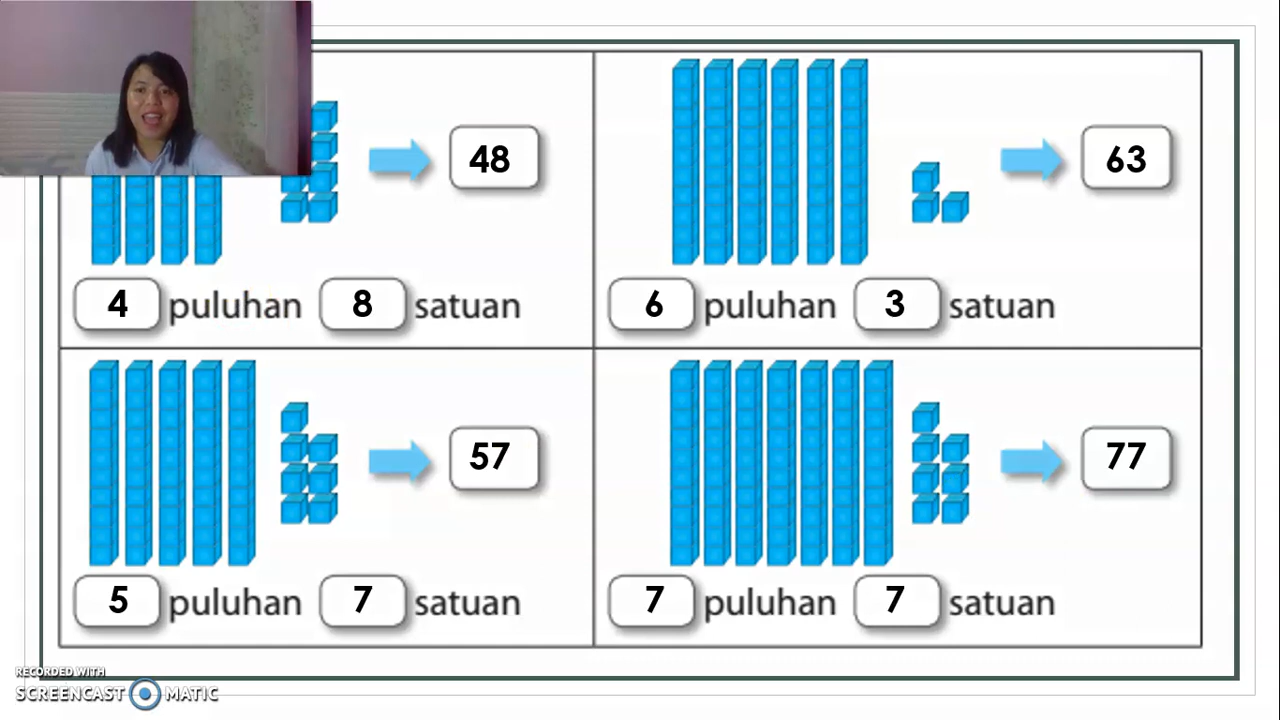 48
4 puluhan 8 satuan
63
6 puluhan 3 satuan
57
5 puluhan 7 satuan
77
7 puluhan 7 satuan
RECORDED WITH
SCREENCAST MATIC